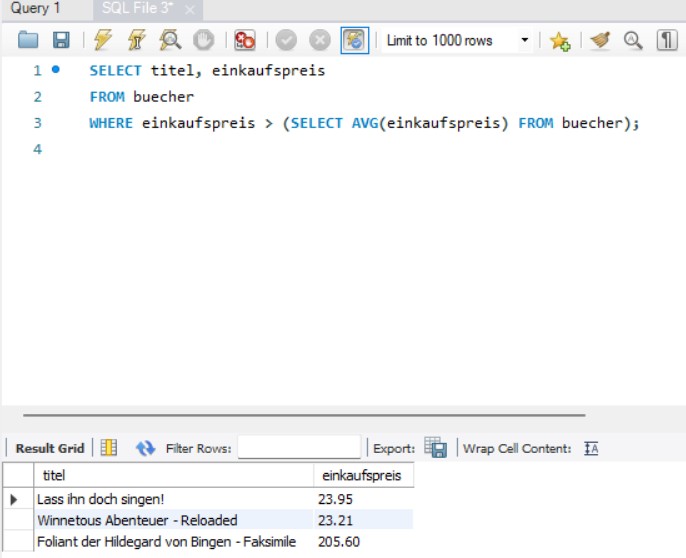 Query 1 SQL File 3*
Limit to 1000 rows
1 SELECT titel, einkaufspreis
2 FROM buecher
3 WHERE einkaufspreis > (SELECT AVG(einkaufspreis) FROM buecher);
4
Result Grid Filter Rows: Export: Wrap Cell Content:
titel einkaufspreis
Lass ihn doch singen! 23.95
Winnetous Abenteuer - Reloaded 23.21
Foliant der Hildegard von Bingen - Faksimile 205.60